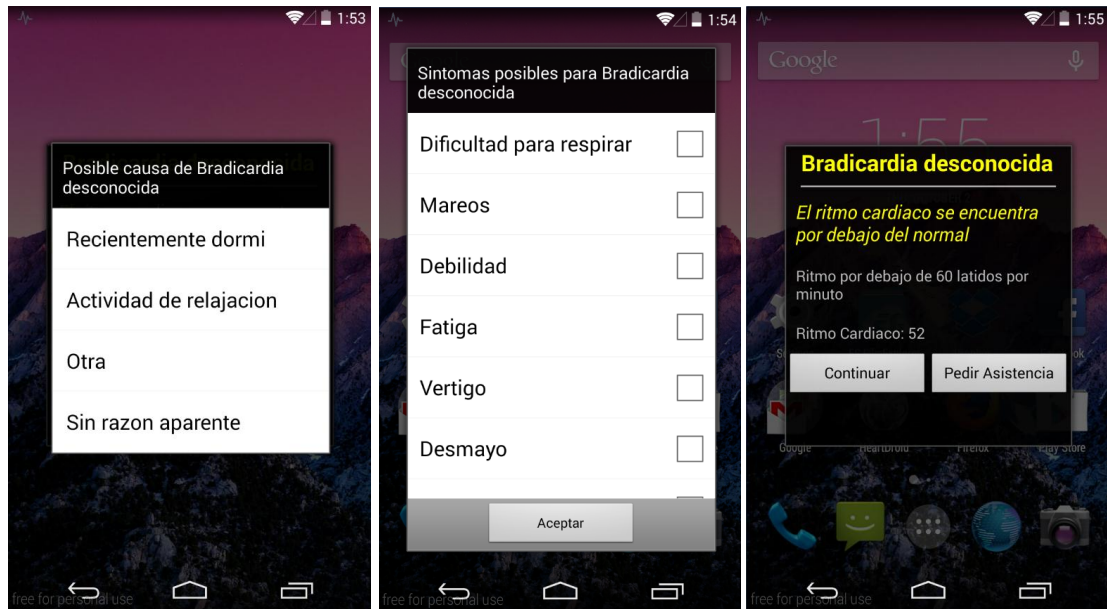 1:53
Posible causa de Bradicardia
desconocida
Recientemente dormi
Actividad de relajacion
Otra
Sin razon aparente
free for personal use
1:54
Sintomas posibles para Bradicardia
desconocida
Dificultad para respirar
Mareos
Debilidad
Fatiga
Vertigo
Desmayo
Aceptar
free for personal use
1:55
Google
1:55
Bradicardia desconocida
El ritmo cardiaco se encuentra
por debajo del normal
Ritmo por debajo de 60 latidos por
minuto
Ritmo Cardiaco: 52
Continuar
Pedir Asistencia
Google
HeartDroid
Firefox
Play Store
free for personal use